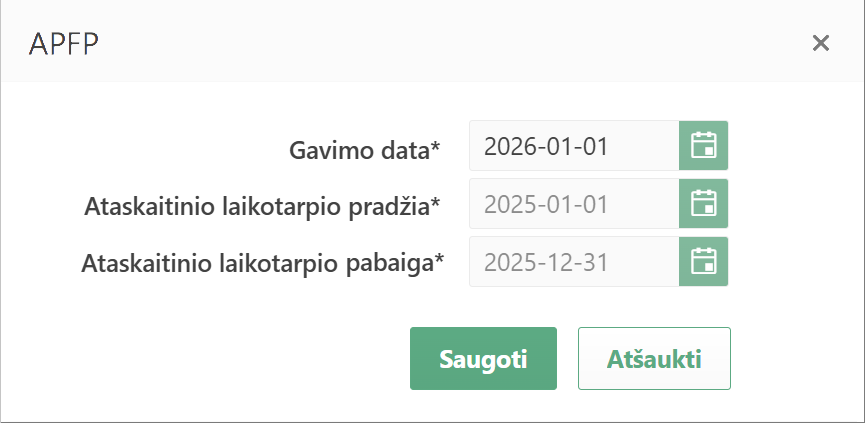 APFP
Gavimo data* 2026-01-01
Ataskaitinio laikotarpio pradžia* 2025-01-01
Ataskaitinio laikotarpio pabaiga* 2025-12-31
Saugoti Atšaukti